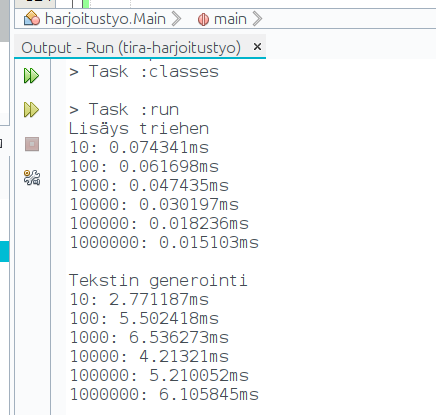 harjoitustyo.Main main
Output - Run (tira-harjoitustyo)
> Task :classes
> Task :run
Lisäys triehen
10: 0.074341ms
100: 0.061698ms
1000: 0.047435ms
10000: 0.030197ms
100000: 0.018236ms
1000000: 0.015103ms
Tekstin generointi
10: 2.771187ms
100: 5.502418ms
1000: 6.536273ms
10000: 4.21321ms
100000: 5.210052ms
1000000: 6.105845ms